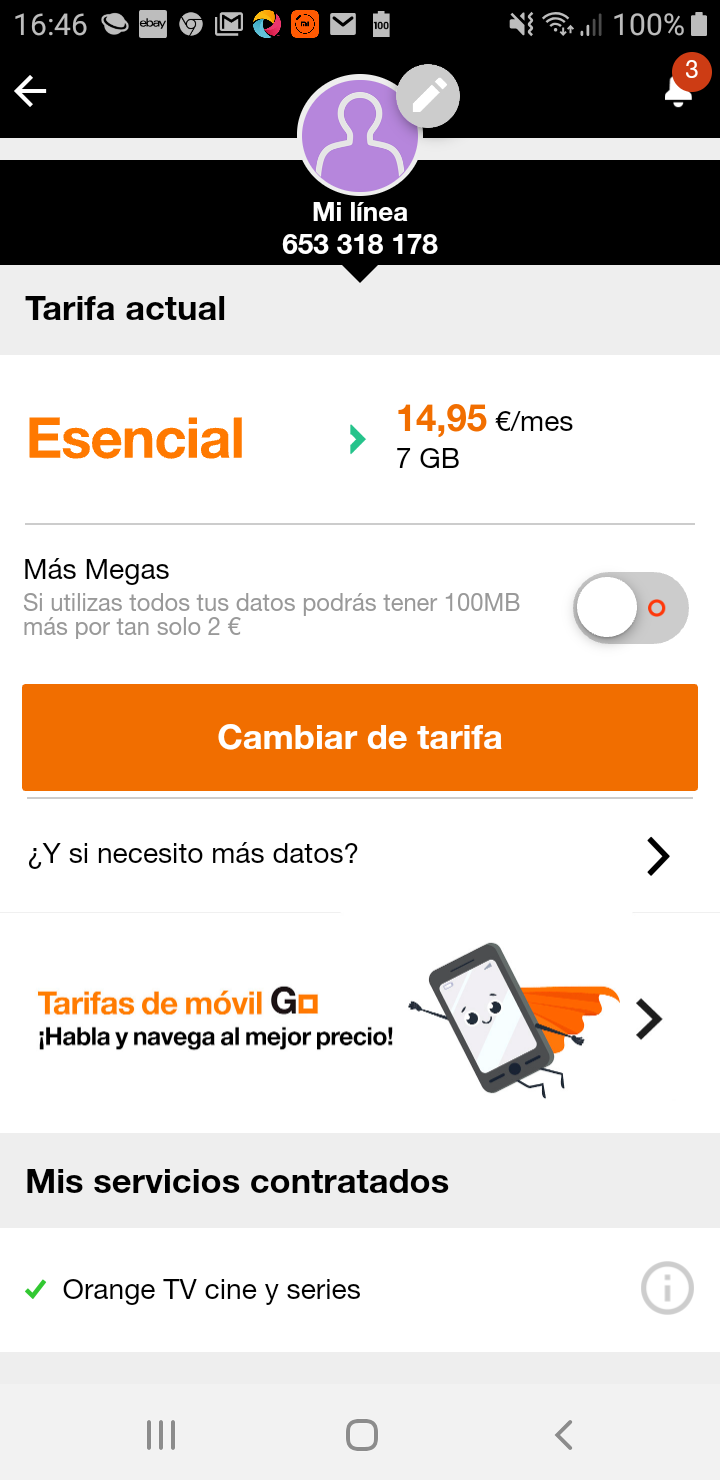 16:46 ebay 100 100%
3
Mi línea
653 318 178
Tarifa actual
Esencial
14,95 €/mes
7 GB
Más Megas
Si utilizas todos tus datos podrás tener 100MB
más por tan solo 2 €
Cambiar de tarifa
¿Y si necesito más datos?
Tarifas de móvil Go
¡Habla y navega al mejor precio!
Mis servicios contratados
Orange TV cine y series